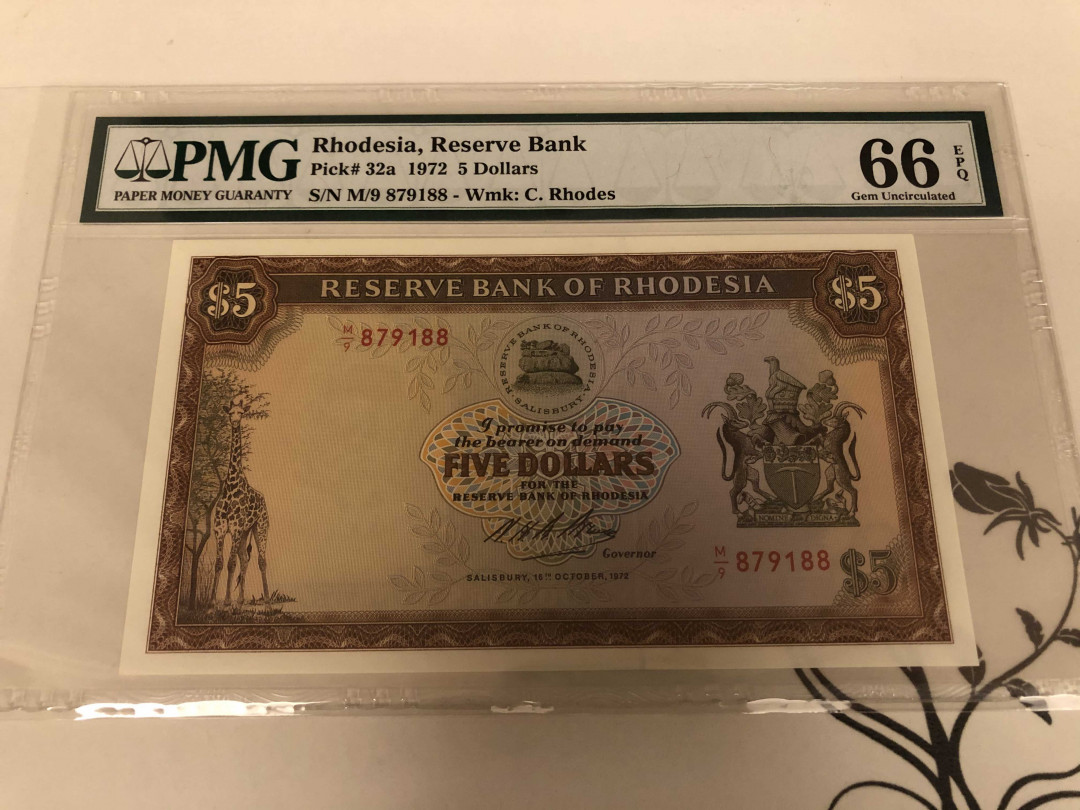 PMG
PAPER MONEY GUARANTY
Rhodesia, Reserve Bank
Pick# 32a 1972 5 Dollars
S/N M/9 879188 - Wmk: C. Rhodes
66
EPQ
Gem Uncirculated
$5
RESERVE BANK OF RHODESIA
$5
M/9 879188
RESERVE BANK OF RHODESIA
· SALISBURY ·
I promise to pay
the bearer on demand
FIVE DOLLARS
FOR THE
RESERVE BANK OF RHODESIA
Governor
SALISBURY, 16TH OCTOBER, 1972
M/9 879188
$5